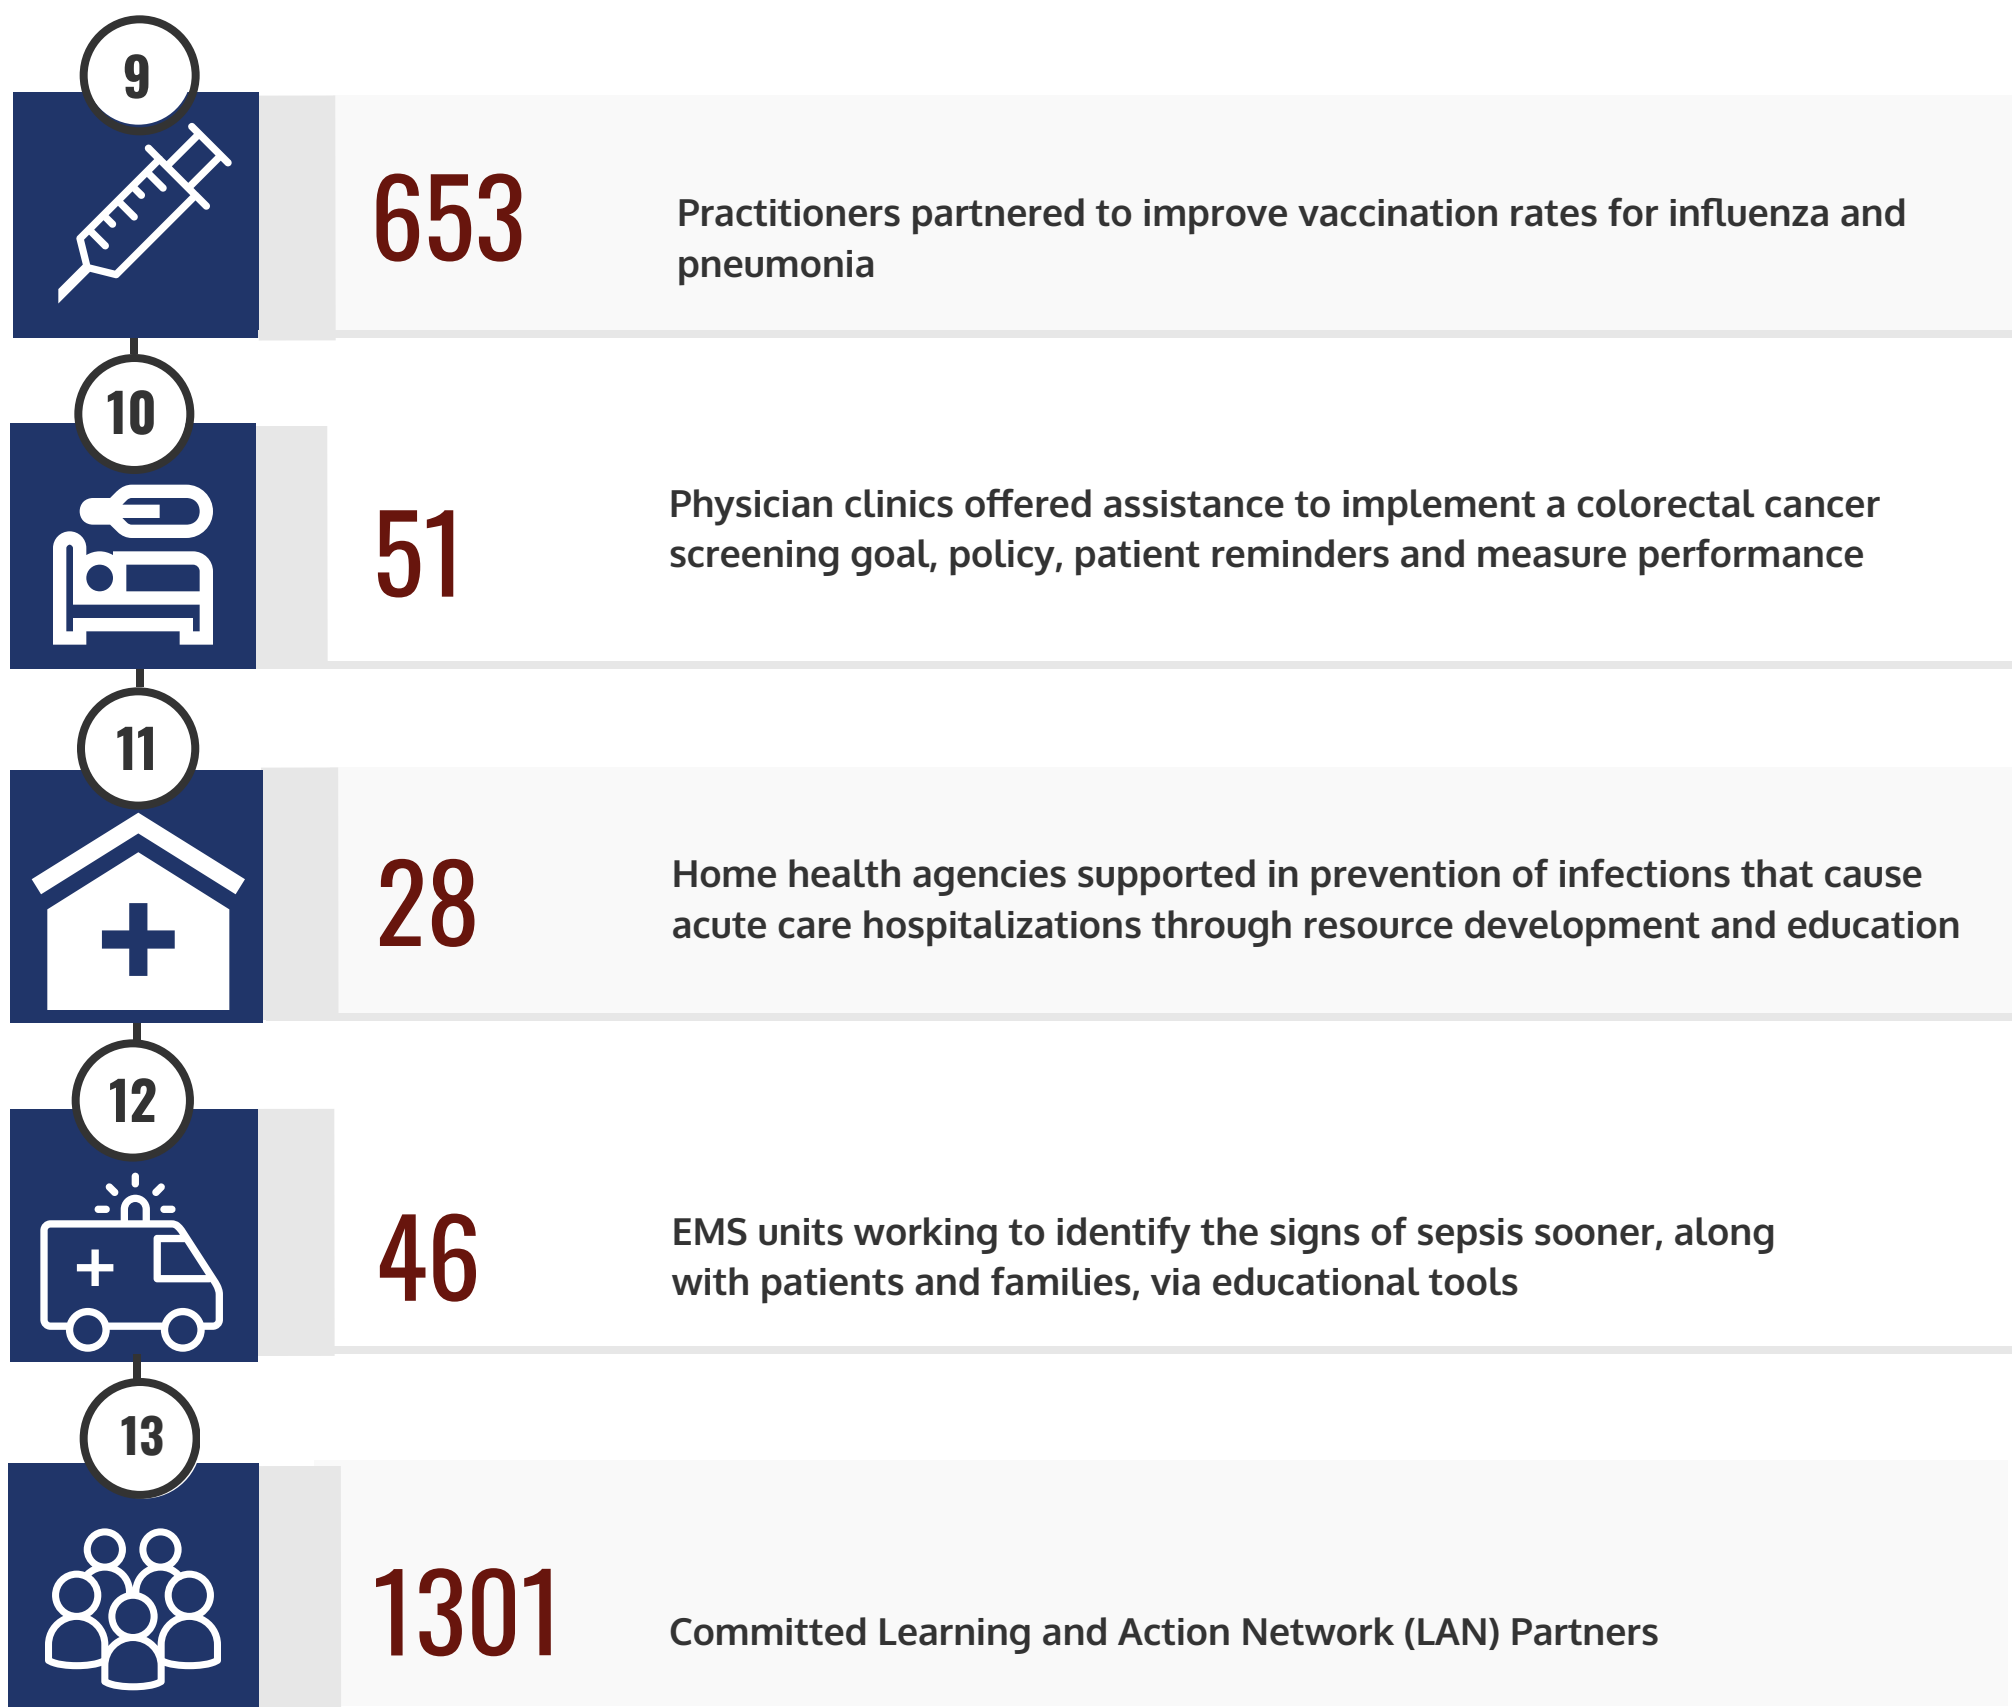 9
653
Practitioners partnered to improve vaccination rates for influenza and
pneumonia
10
51
Physician clinics offered assistance to implement a colorectal cancer
screening goal, policy, patient reminders and measure performance
11
28
Home health agencies supported in prevention of infections that cause
acute care hospitalizations through resource development and education
12
46
EMS units working to identify the signs of sepsis sooner, along
with patients and families, via educational tools
13
1301
Committed Learning and Action Network (LAN) Partners